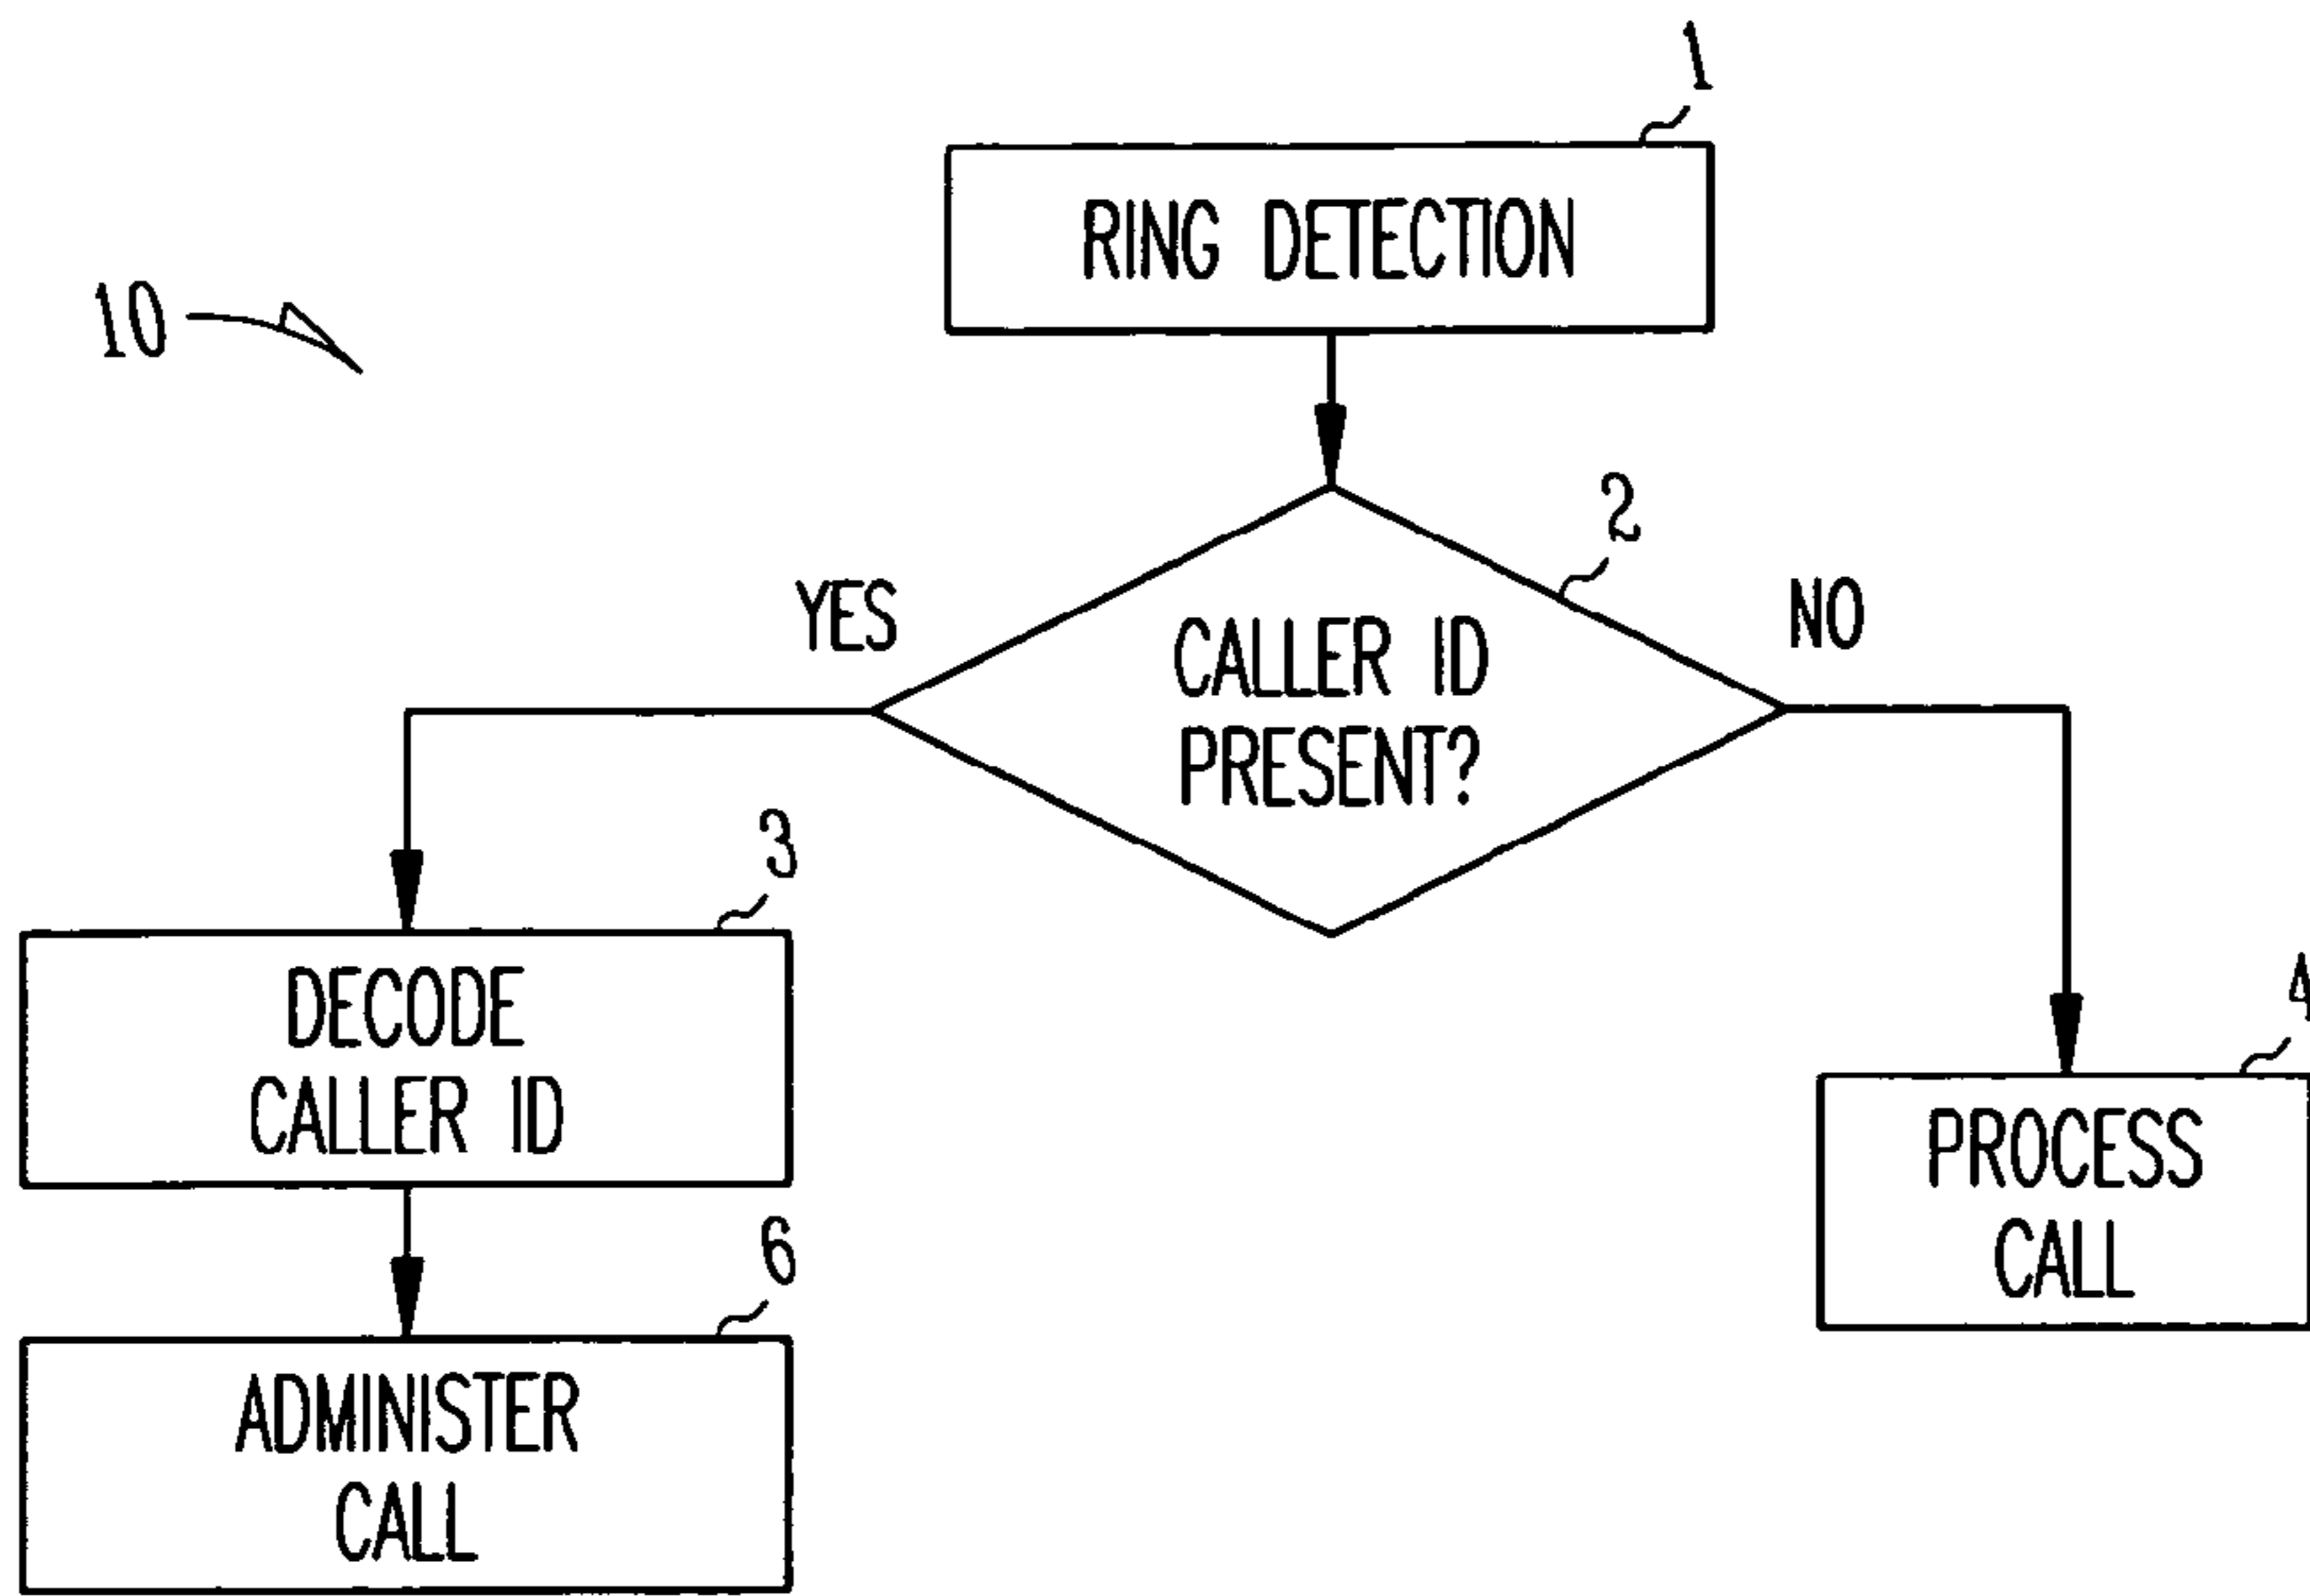 1
RING DETECTION
10
2
YES
NO
CALLER ID
PRESENT?
3
DECODE
CALLER ID
4
PROCESS
CALL
6
ADMINISTER
CALL